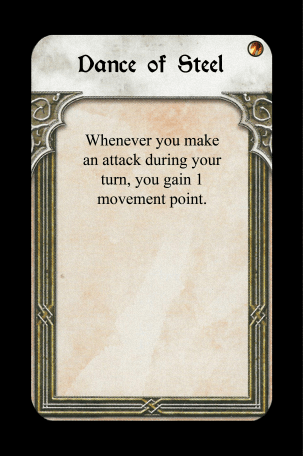 Dance of Steel
Whenever you make
an attack during your
turn, you gain 1
movement point.